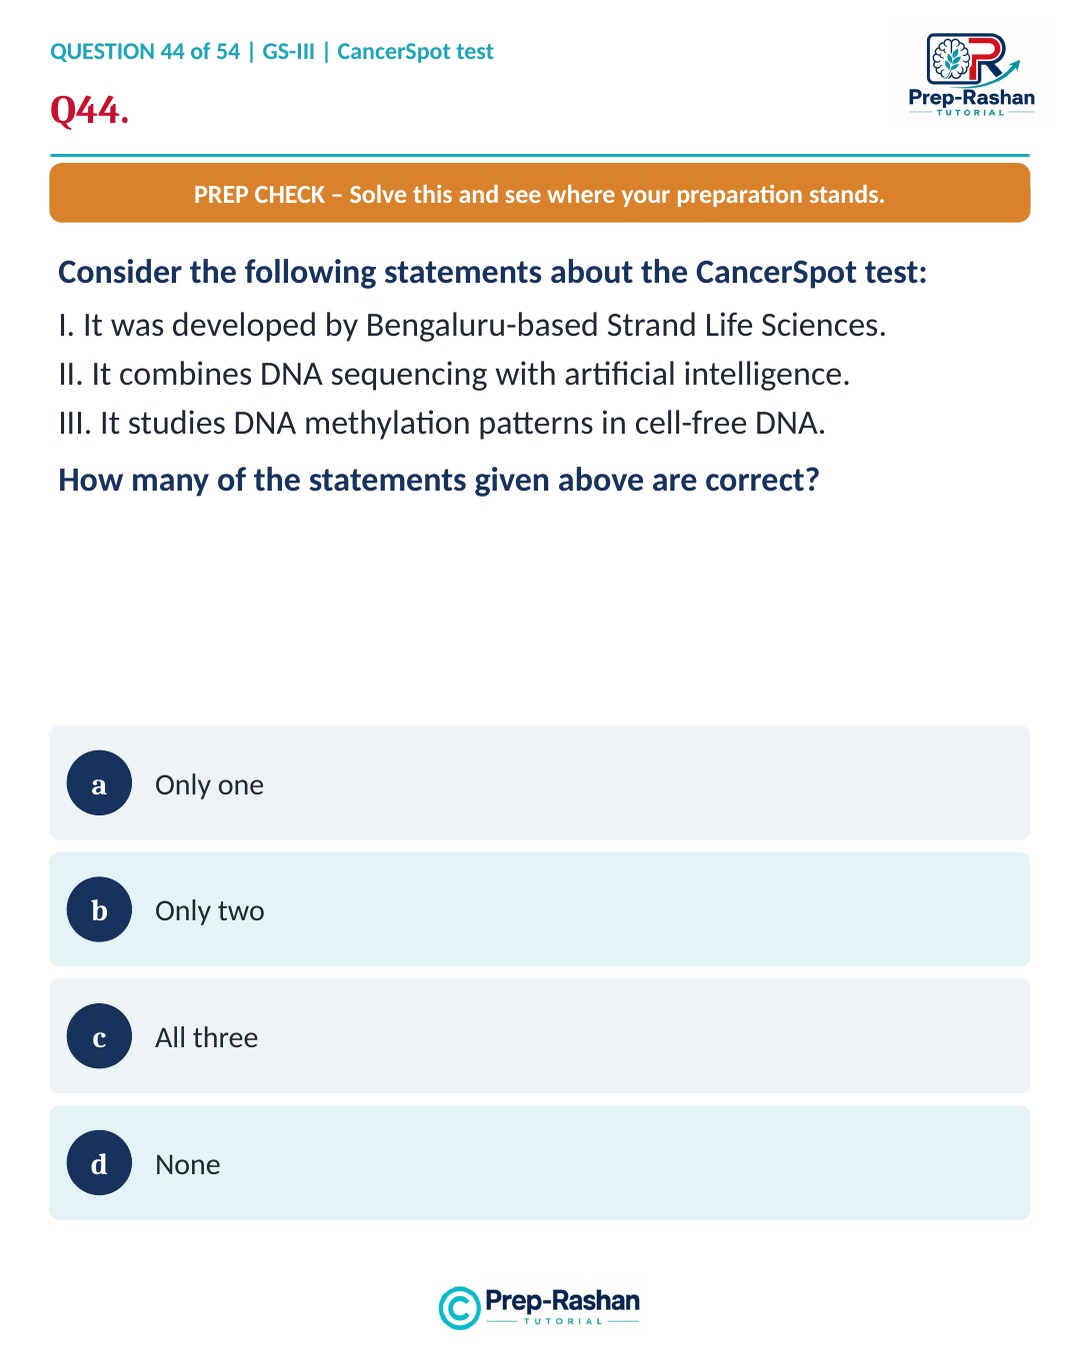 QUESTION 44 of 54 | GS-III | CancerSpot test
Q44.
R
Prep-Rashan
TUTORIAL
PREP CHECK – Solve this and see where your preparation stands.
Consider the following statements about the CancerSpot test:
I. It was developed by Bengaluru-based Strand Life Sciences.
II. It combines DNA sequencing with artificial intelligence.
III. It studies DNA methylation patterns in cell-free DNA.
How many of the statements given above are correct?
a Only one
b Only two
c All three
d None
© Prep-Rashan
TUTORIAL